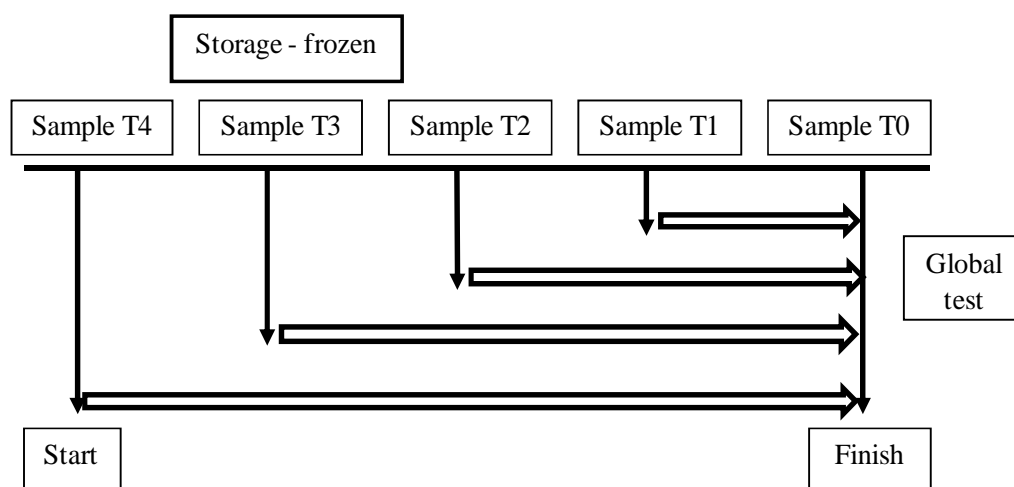 Storage - frozen
Sample T4
Sample T3
Sample T2
Sample T1
Sample T0
Global
test
Start
Finish